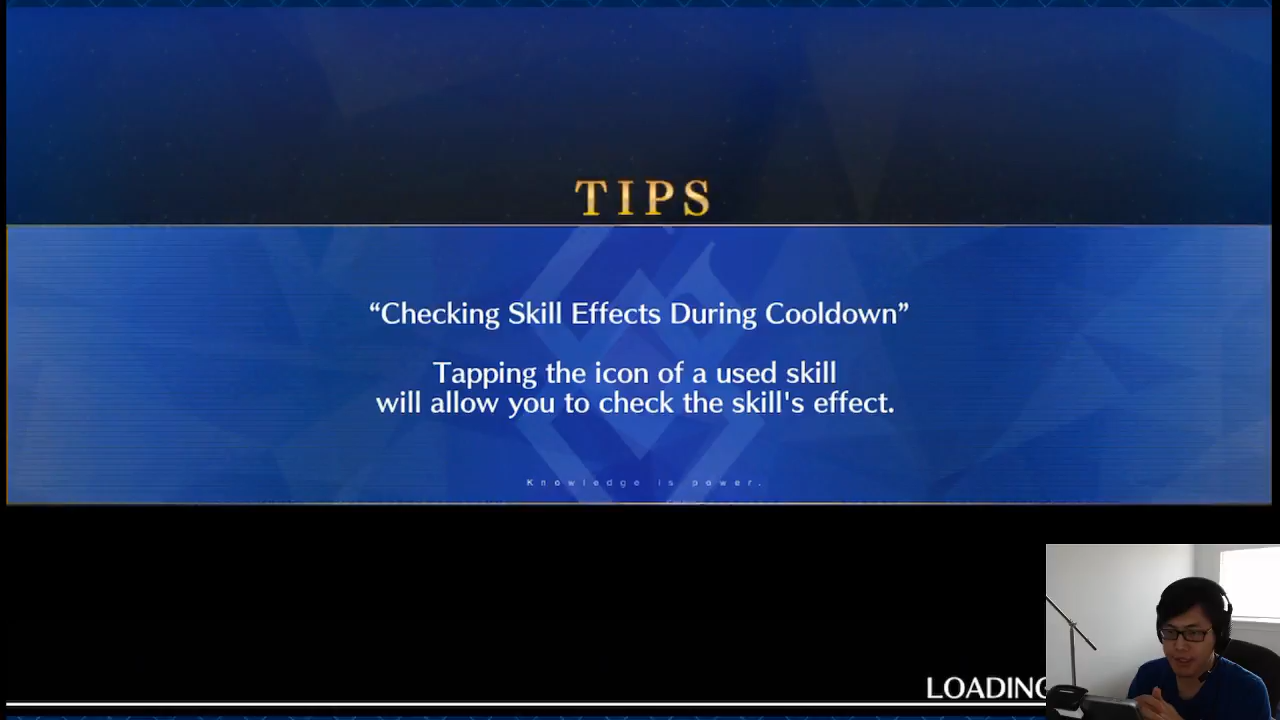 TIPS
“Checking Skill Effects During Cooldown”
Tapping the icon of a used skill
will allow you to check the skill's effect.
Knowledge is power.
LOADING